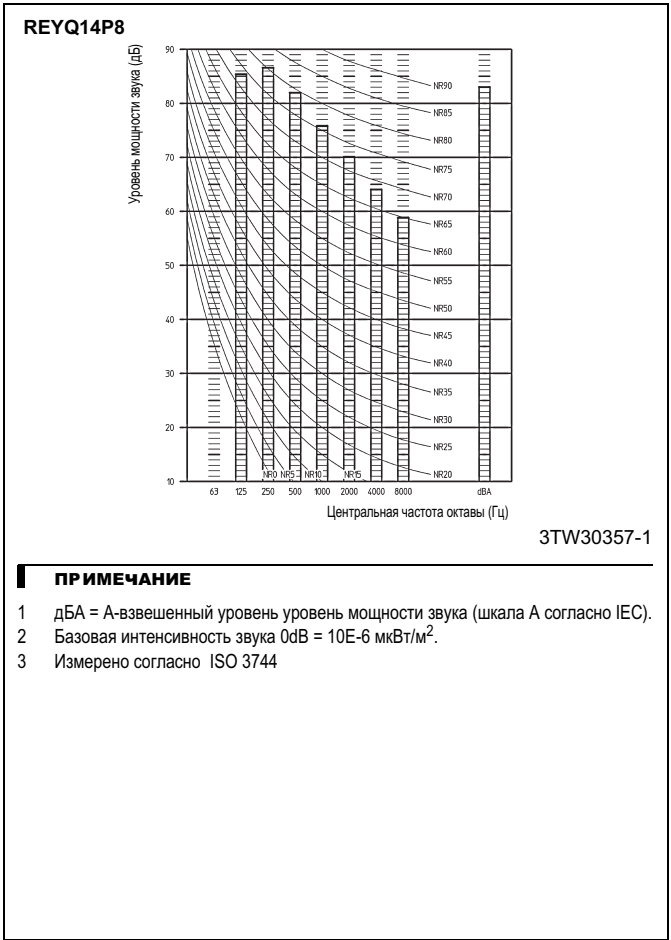 REYQ14P8
Уровень мощности звука (дБ)
90
80
70
60
50
40
30
20
10
NR90
NR85
NR80
NR75
NR70
NR65
NR60
NR55
NR50
NR45
NR40
NR35
NR30
NR25
NR20
NR0 NR5 NR10 NR15
63 125 250 500 1000 2000 4000 8000 dBA
Центральная частота октавы (Гц)
3TW30357-1
ПРИМЕЧАНИЕ
1 дБА = А-взвешенный уровень уровень мощности звука (шкала А согласно IEC).
2 Базовая интенсивность звука 0dB = 10E-6 мкВт/м².
3 Измерено согласно ISO 3744